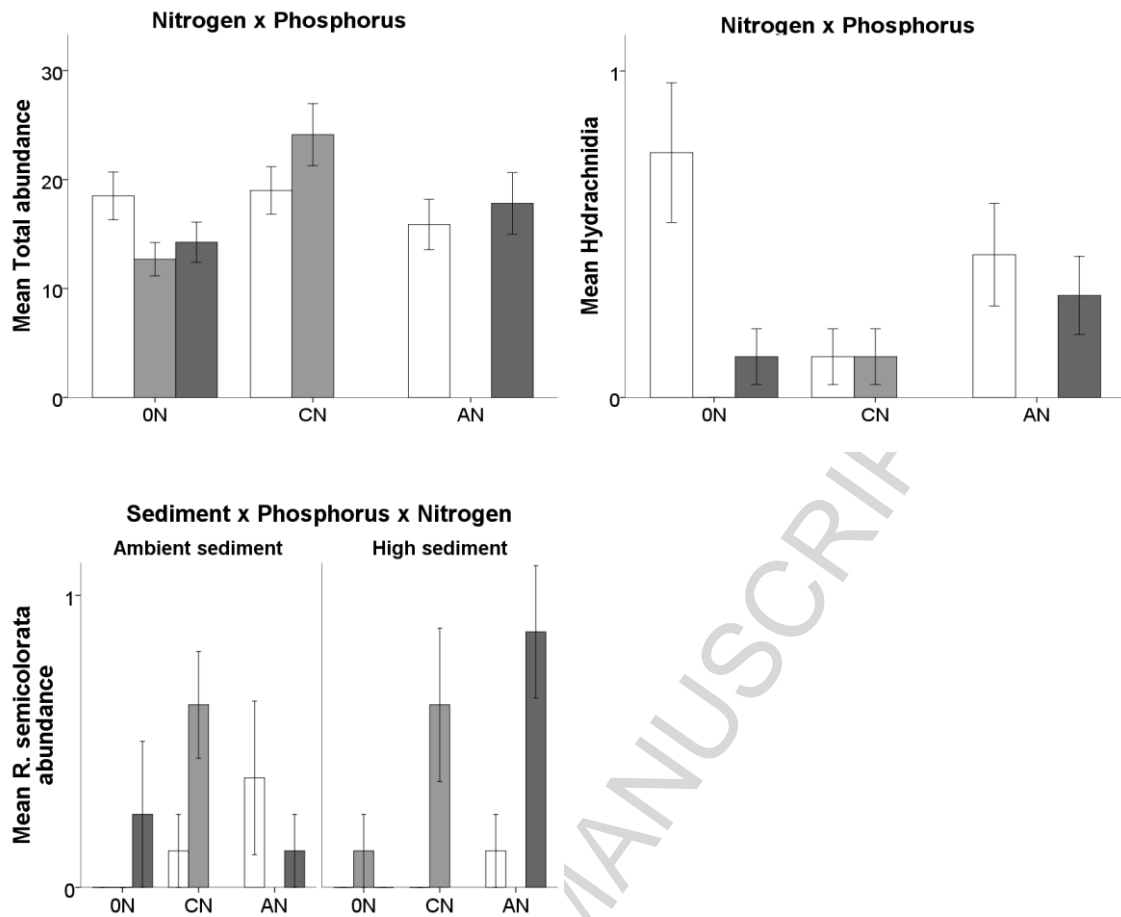 Nitrogen x Phosphorus
Mean Total abundance
30
20
10
0
0N CN AN
Nitrogen x Phosphorus
Mean Hydrachnidia
1
0
0N CN AN
Sediment x Phosphorus x Nitrogen
Ambient sediment High sediment
Mean R. semicolorata
abundance
1
0
0N CN AN 0N CN AN